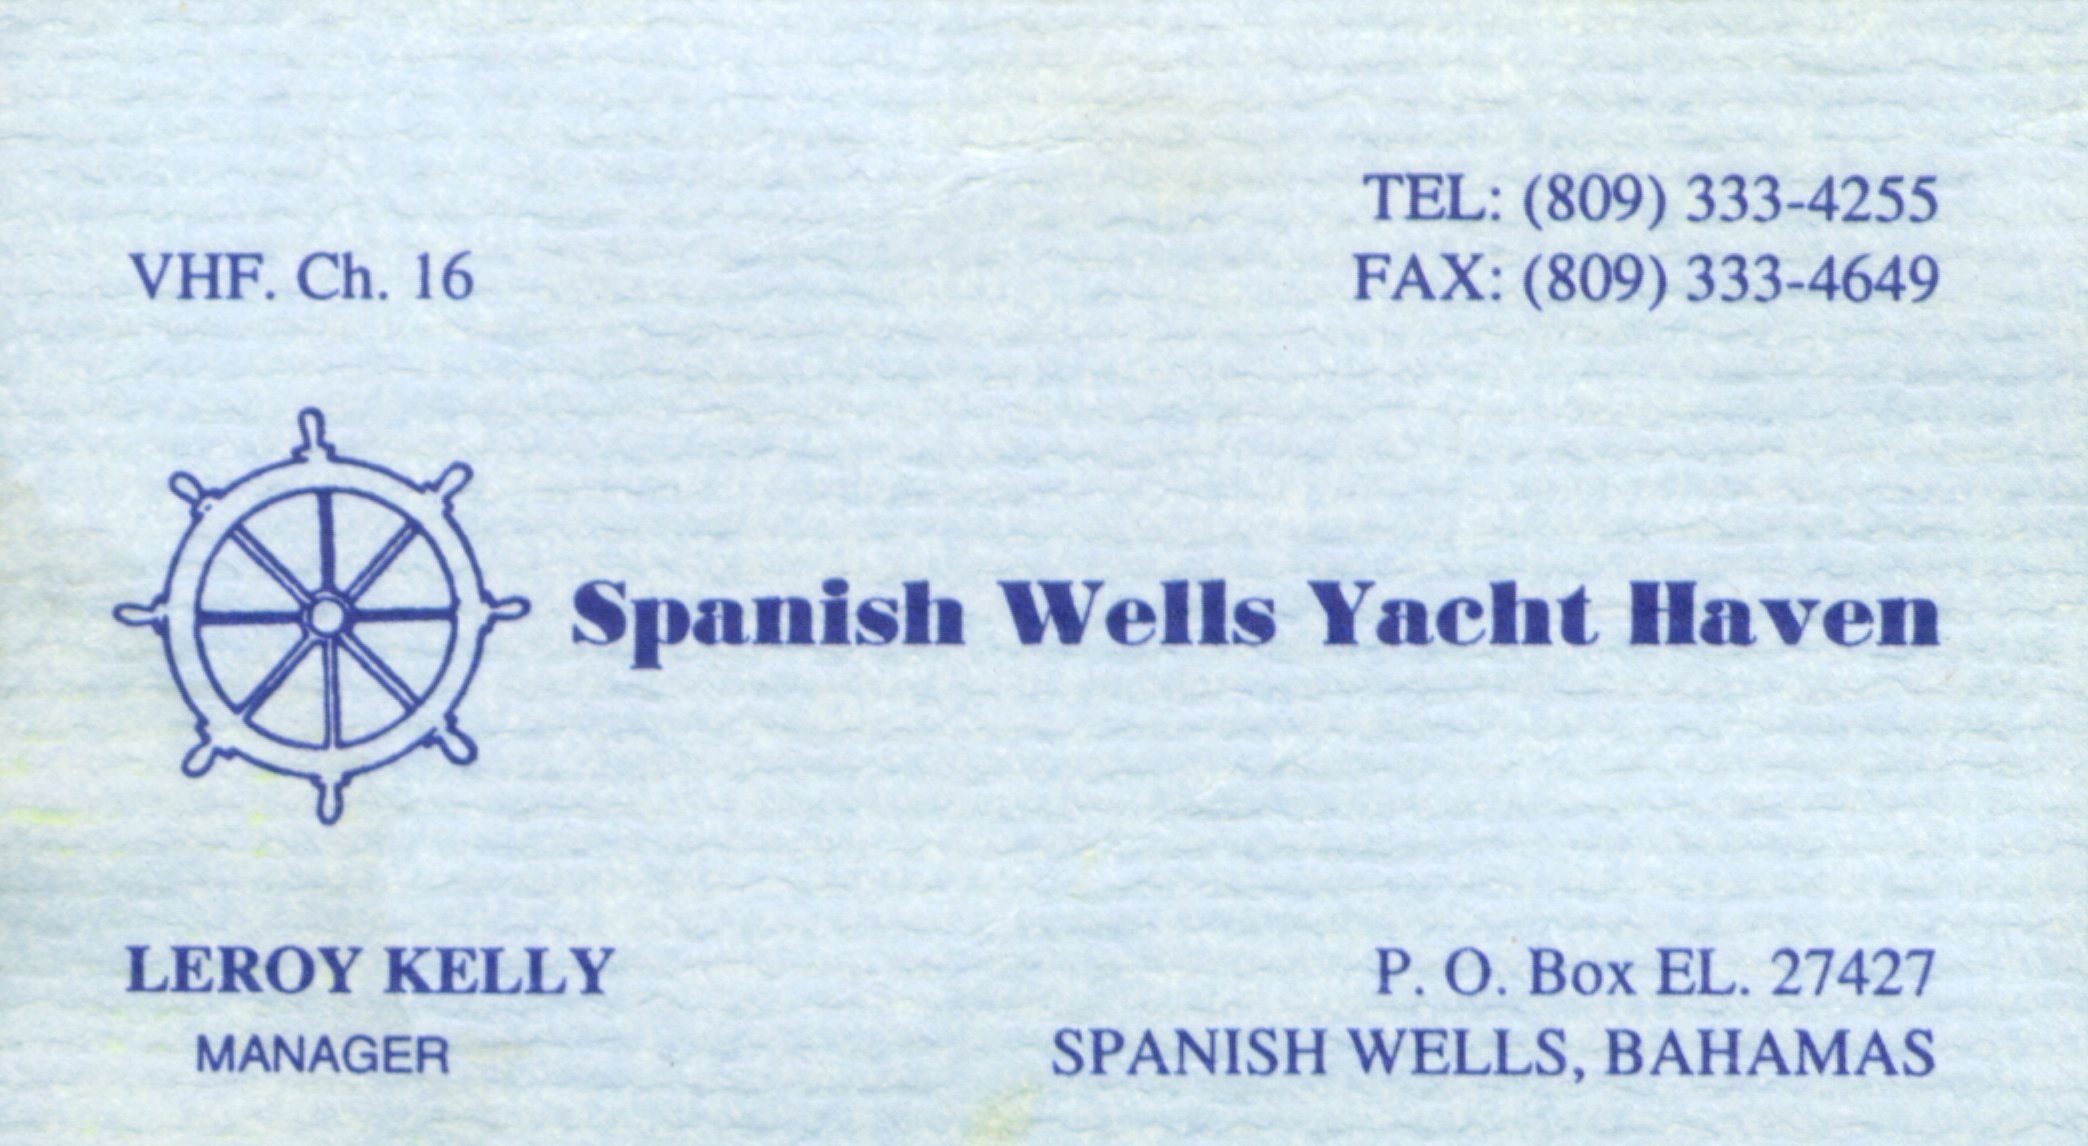 TEL: (809) 333-4255
VHF. Ch. 16
FAX: (809) 333-4649
Spanish Wells Yacht Haven
LEROY KELLY
MANAGER
P. O. Box EL. 27427
SPANISH WELLS, BAHAMAS